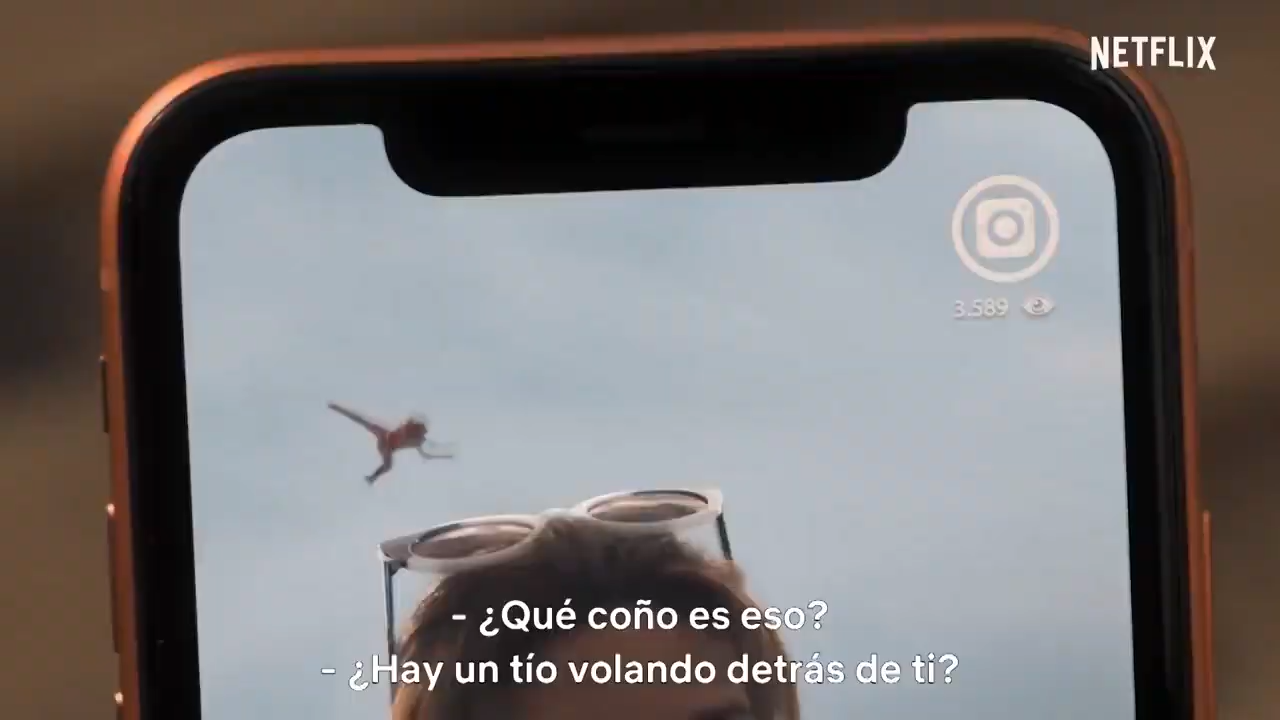 NETFLIX
3.589
- ¿Qué coño es eso?
- ¿Hay un tío volando detrás de ti?